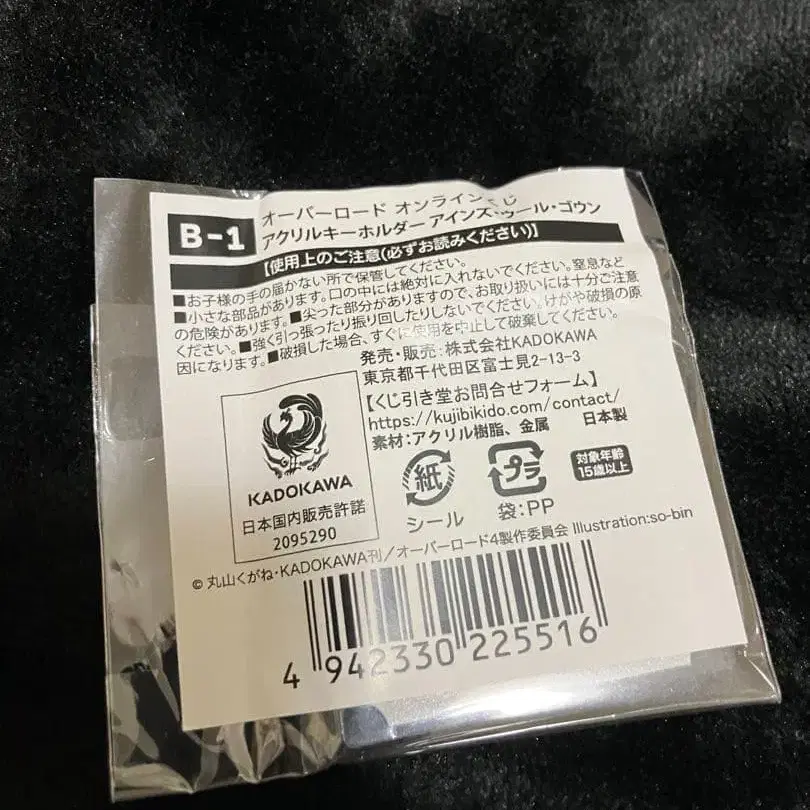 B-1
オーバーロード オンラインくじ
アクリルキーホルダー アインズ・ウール・ゴウン
【使用上のご注意(必ずお読みください)】
■お子様の手の届かない所で保管してください。
■小さな部品があります。口の中には絶対に入れないでください。窒息など
の危険があります。■尖った部分がありますので、お取り扱いには十分ご注意
ください。■強く引っ張ったり振り回したりしないでください。けがや破損の原
因になります。■破損した場合、すぐに使用を中止して破棄してください。
発売・販売:株式会社KADOKAWA
東京都千代田区富士見2-13-3
【くじ引き堂お問合せフォーム】
https://kujibikido.com/contact/
素材:アクリル樹脂、金属 日本製
KADOKAWA
日本国内販売許諾
2095290
紙
シール
プラ
袋:PP
対象年齢
15歳以上
© 丸山くがね・KADOKAWA刊/オーバーロード4製作委員会 Illustration:so-bin
4 942330 225516